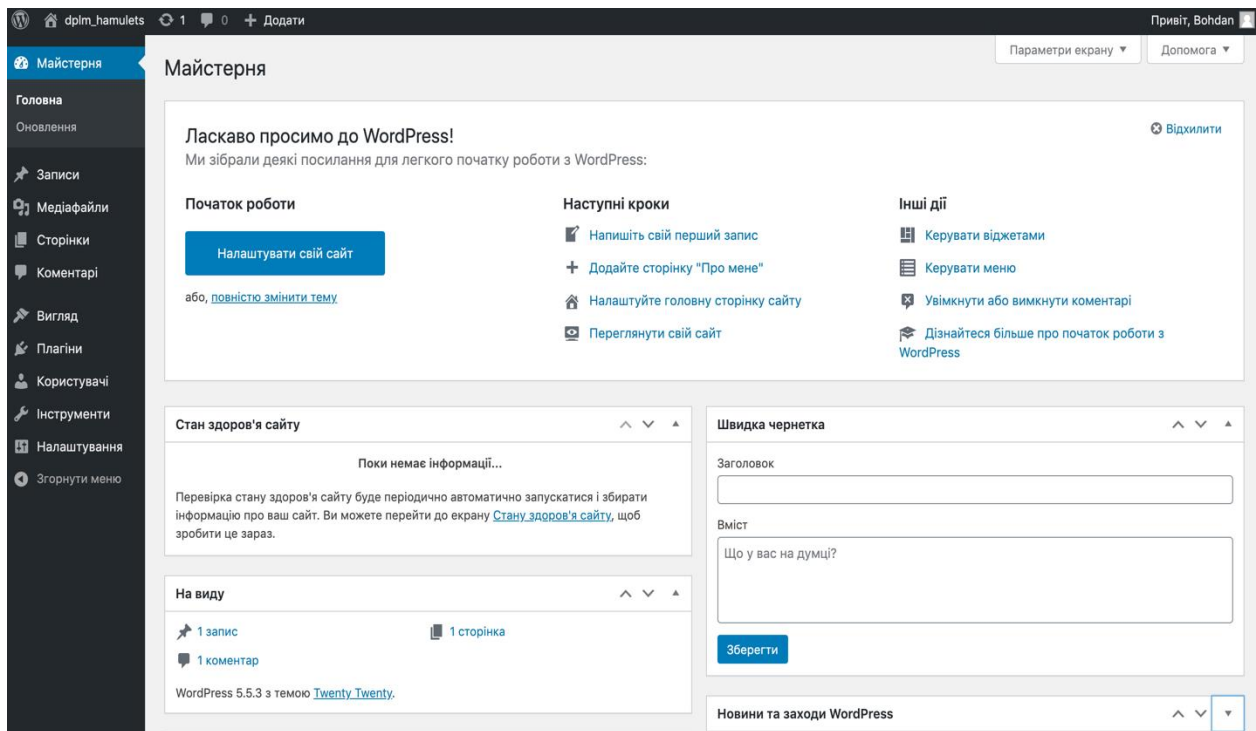 dplm_hamulets 1 0 Додати Привіт, Bohdan
Параметри екрану Допомога
Майстерня
Головна
Оновлення
Записи
Медіафайли
Сторінки
Коментарі
Вигляд
Плагіни
Користувачі
Інструменти
Налаштування
Згорнути меню
Майстерня
Ласкаво просимо до WordPress!
Відхилити
Ми зібрали деякі посилання для легкого початку роботи з WordPress:
Початок роботи
Налаштувати свій сайт
або, повністю змінити тему
Наступні кроки
Напишіть свій перший запис
Додайте сторінку "Про мене"
Налаштуйте головну сторінку сайту
Переглянути свій сайт
Інші дії
Керувати віджетами
Керувати меню
Увімкнути або вимкнути коментарі
Дізнайтеся більше про початок роботи з
WordPress
Стан здоров'я сайту
Поки немає інформації...
Перевірка стану здоров'я сайту буде періодично автоматично запускатися і збирати
інформацію про ваш сайт. Ви можете перейти до екрану Стану здоров'я сайту, щоб
зробити це зараз.
На виду
1 запис
1 сторінка
1 коментар
WordPress 5.5.3 з темою Twenty Twenty.
Швидка чернетка
Заголовок
Вміст
Що у вас на думці?
Зберегти
Новини та заходи WordPress